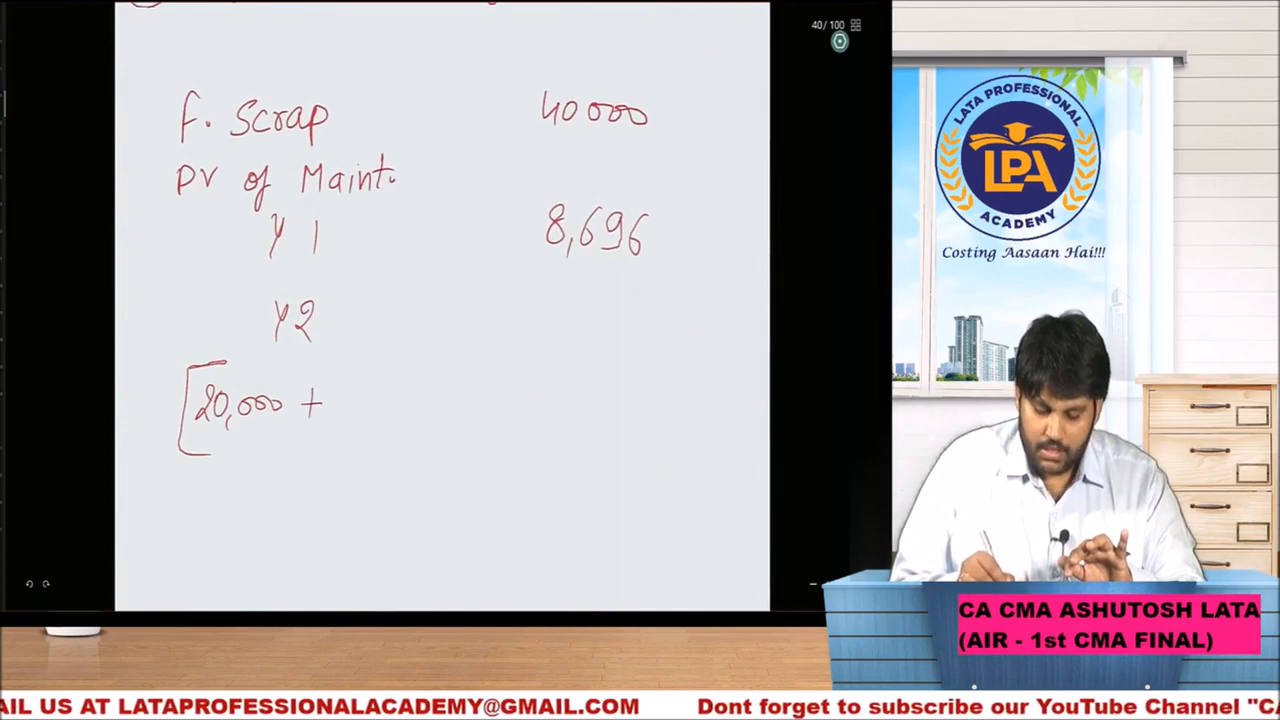 40/100
F. Scrap 40000
PV of Maint.
Y 1 8,696
Y2
[20,000 +
LATA PROFESSIONAL
LPA
ACADEMY
Costing Aasaan Hai!!!
CA CMA ASHUTOSH LATA
(AIR - 1st CMA FINAL)
AIL US AT LATAPROFESSIONALACADEMY@GMAIL.COM Dont forget to subscribe our YouTube Channel "CA